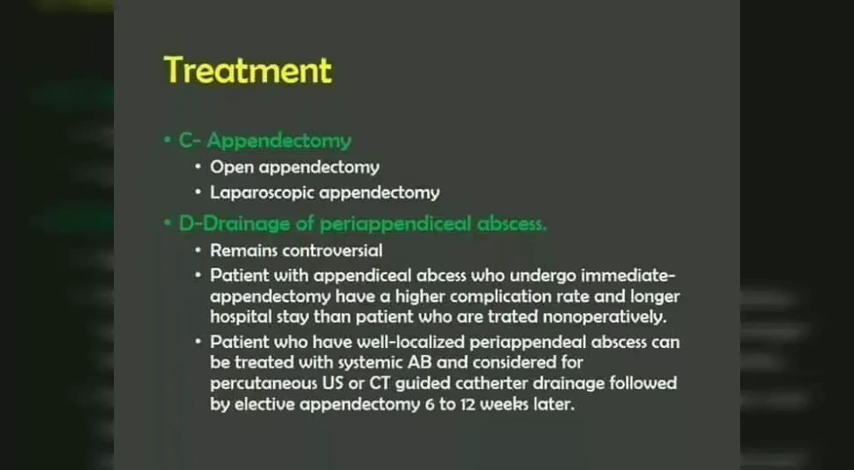 Treatment
• C- Appendectomy
• Open appendectomy
• Laparoscopic appendectomy
• D-Drainage of periappendiceal abscess.
• Remains controversial
• Patient with appendiceal abcess who undergo immediate-
appendectomy have a higher complication rate and longer
hospital stay than patient who are trated nonoperatively.
• Patient who have well-localized periappendeal abscess can
be treated with systemic AB and considered for
percutaneous US or CT guided catherter drainage followed
by elective appendectomy 6 to 12 weeks later.